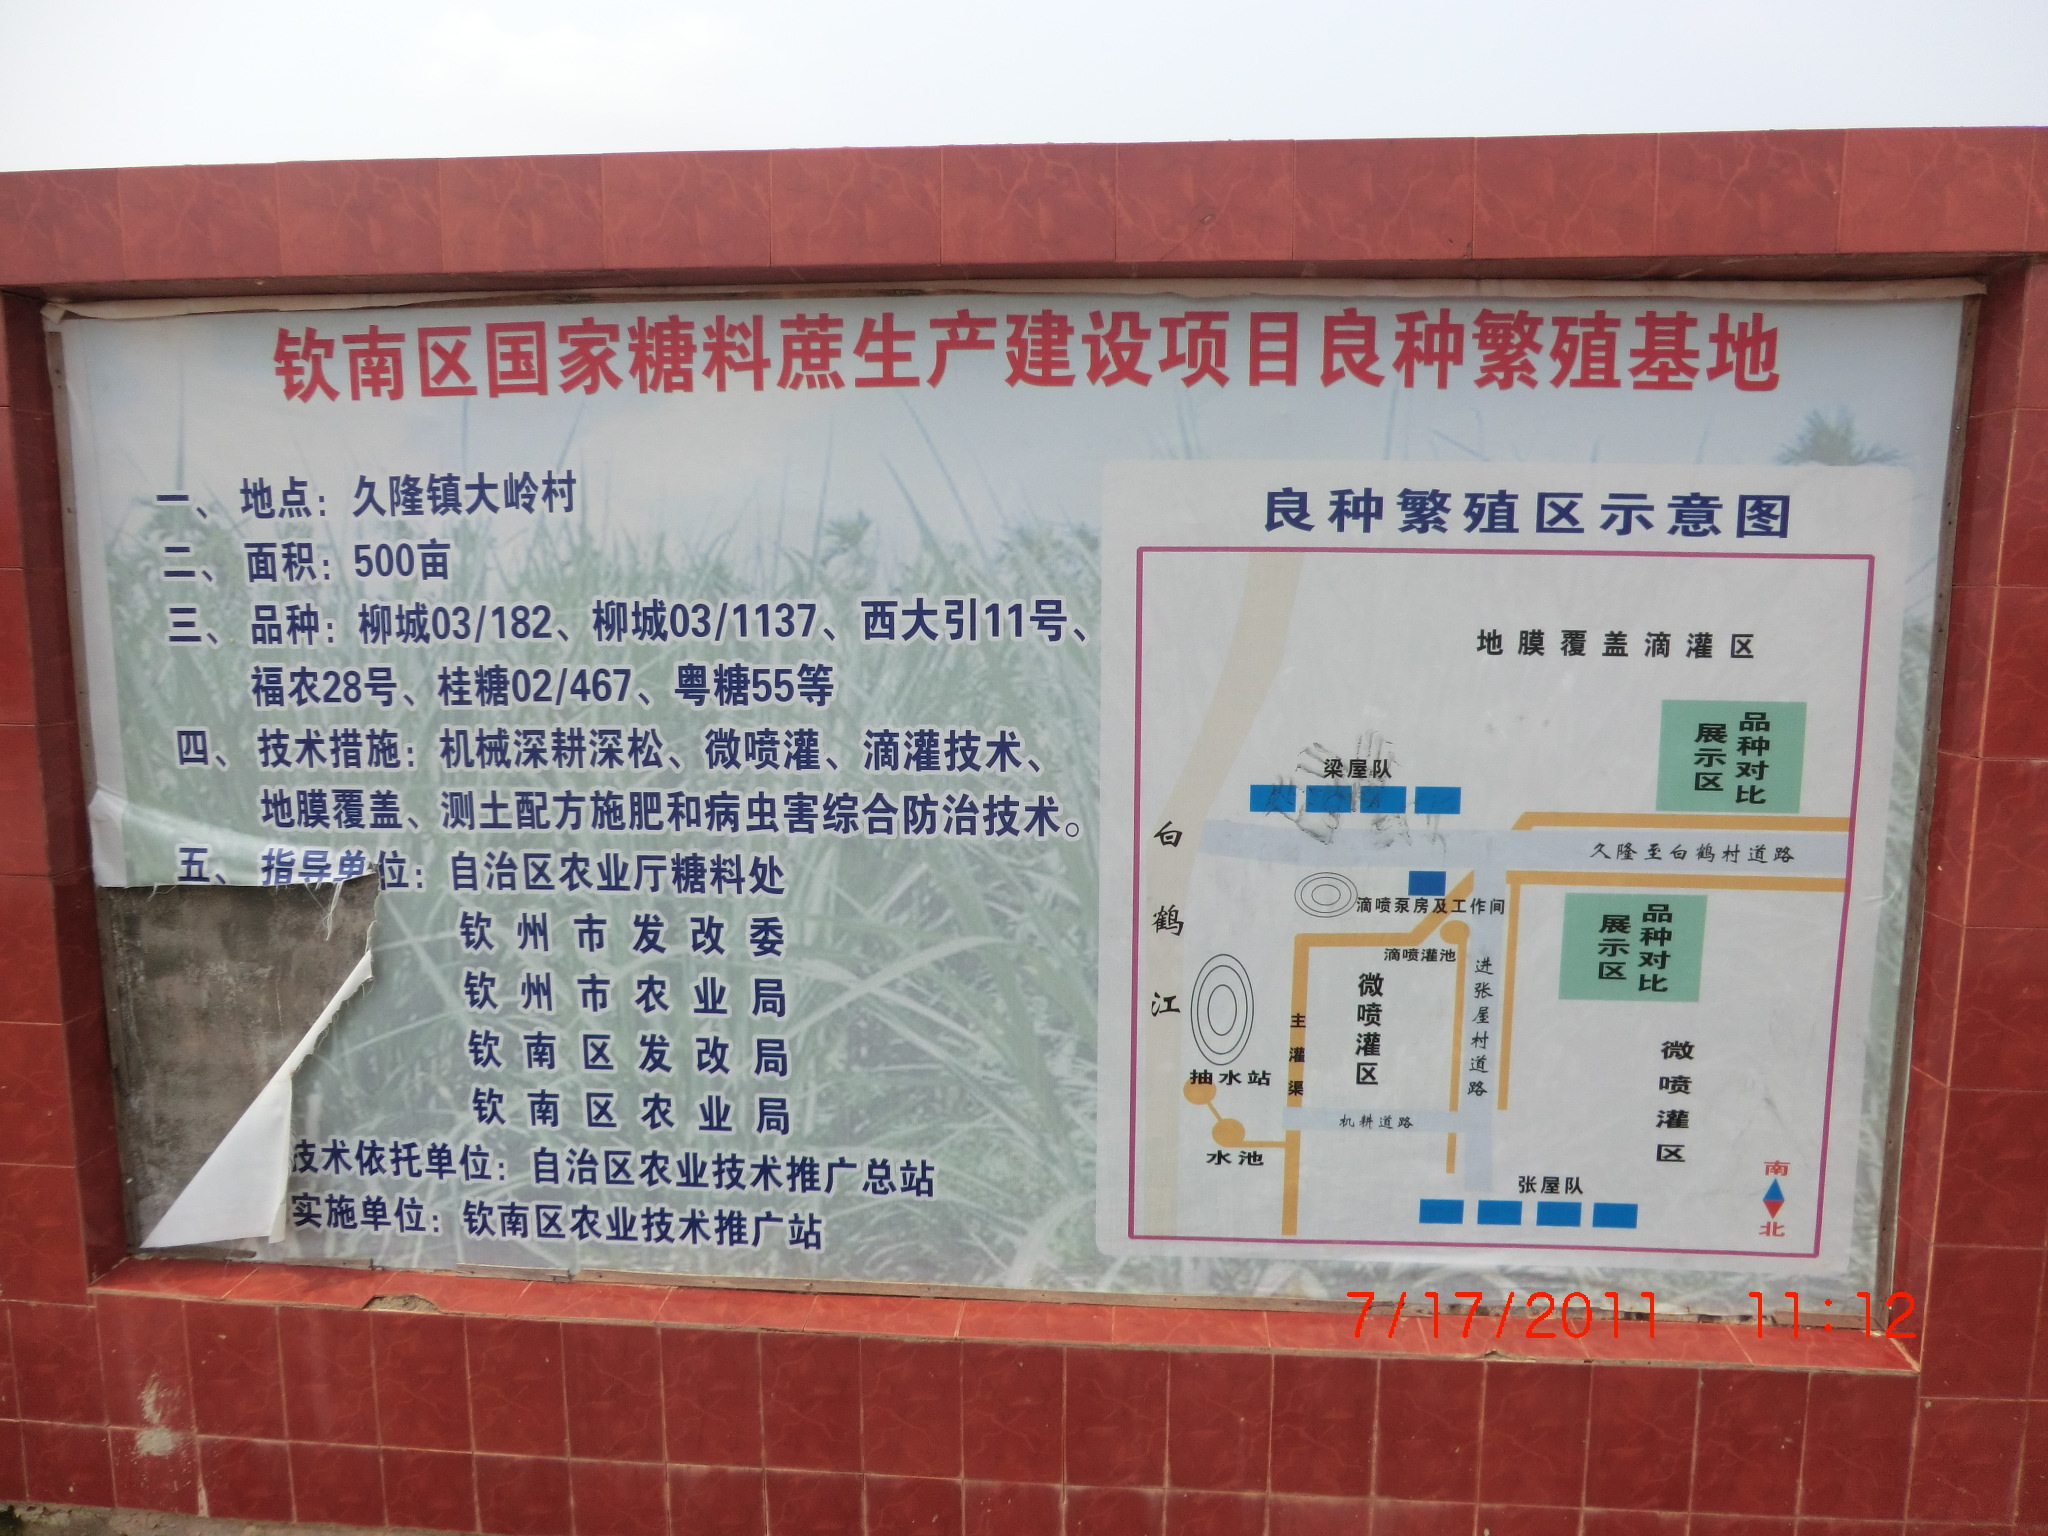 钦南区国家糖料蔗生产建设项目良种繁殖基地
一、地点：久隆镇大岭村
二、面积：500亩
三、品种：柳城03/182、柳城03/1137、西大引11号、
福农28号、桂糖02/467、粤糖55等
四、技术措施：机械深耕深松、微喷灌、滴灌技术、
地膜覆盖、测土配方施肥和病虫害综合防治技术。
五、指导单位：自治区农业厅糖料处
钦州市发改委
钦州市农业局
钦南区发改局
钦南区农业局
技术依托单位：自治区农业技术推广总站
实施单位：钦南区农业技术推广站
良种繁殖区示意图
地膜覆盖滴灌区
品种对比
展示区
梁屋队
久隆至白鹤村道路
白鹤江
滴喷泵房及工作间
滴喷灌池
品种对比
展示区
进张屋村道路
微喷灌区
主灌渠
抽水站
水池
机耕道路
微喷灌区
张屋队
南
北
7/17/2011 11:12